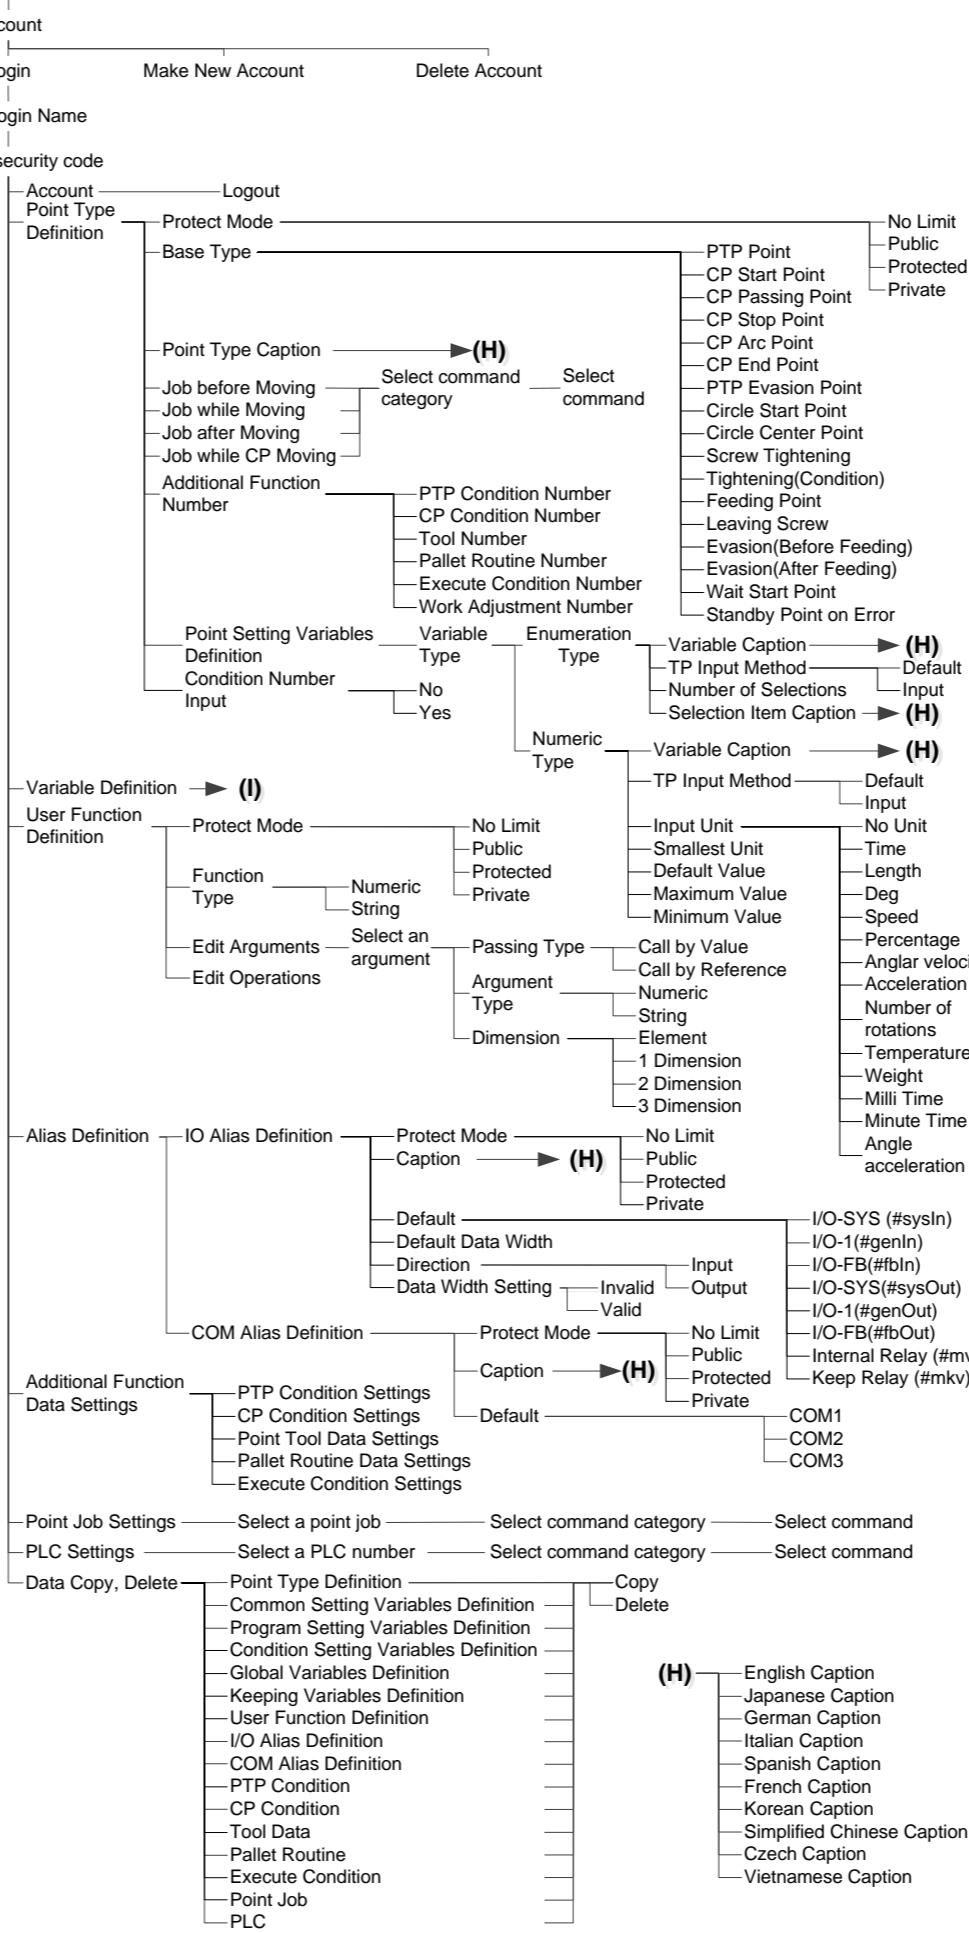 count
ogin Make New Account Delete Account
ogin Name
security code
Account Logout
Point Type
Definition
Protect Mode
No Limit
Public
Protected
Private
Base Type
PTP Point
CP Start Point
CP Passing Point
CP Stop Point
CP Arc Point
CP End Point
PTP Evasion Point
Circle Start Point
Circle Center Point
Screw Tightening
Tightening(Condition)
Feeding Point
Leaving Screw
Evasion(Before Feeding)
Evasion(After Feeding)
Wait Start Point
Standby Point on Error
Point Type Caption (H)
Job before Moving
Job while Moving
Job after Moving
Job while CP Moving
Select command
category
Select
command
Additional Function
Number
PTP Condition Number
CP Condition Number
Tool Number
Pallet Routine Number
Execute Condition Number
Work Adjustment Number
Point Setting Variables
Definition
Variable
Type
Enumeration
Type
Variable Caption (H)
TP Input Method
Default
Input
Number of Selections
Selection Item Caption (H)
Condition Number
Input
No
Yes
Numeric
Type
Variable Caption (H)
TP Input Method
Default
Input
Input Unit
Smallest Unit
Default Value
Maximum Value
Minimum Value
No Unit
Time
Length
Deg
Speed
Percentage
Anglar veloci
Acceleration
Number of
rotations
Temperature
Weight
Milli Time
Minute Time
Angle
acceleration
Variable Definition (I)
User Function
Definition
Protect Mode
No Limit
Public
Protected
Private
Function
Type
Numeric
String
Edit Arguments
Select an
argument
Passing Type
Call by Value
Call by Reference
Argument
Type
Numeric
String
Dimension
Element
1 Dimension
2 Dimension
3 Dimension
Edit Operations
Alias Definition
IO Alias Definition
Protect Mode
No Limit
Public
Protected
Private
Caption (H)
Default
I/O-SYS (#sysIn)
I/O-1(#genIn)
I/O-FB(#fbIn)
I/O-SYS(#sysOut)
I/O-1(#genOut)
I/O-FB(#fbOut)
Internal Relay (#mv
Keep Relay (#mkv)
Default Data Width
Direction
Input
Output
Data Width Setting
Invalid
Valid
COM Alias Definition
Protect Mode
No Limit
Public
Protected
Private
Caption (H)
Default
COM1
COM2
COM3
Additional Function
Data Settings
PTP Condition Settings
CP Condition Settings
Point Tool Data Settings
Pallet Routine Data Settings
Execute Condition Settings
Point Job Settings Select a point job Select command category Select command
PLC Settings Select a PLC number Select command category Select command
Data Copy, Delete
Point Type Definition
Common Setting Variables Definition
Program Setting Variables Definition
Condition Setting Variables Definition
Global Variables Definition
Keeping Variables Definition
User Function Definition
I/O Alias Definition
COM Alias Definition
PTP Condition
CP Condition
Tool Data
Pallet Routine
Execute Condition
Point Job
PLC
Copy
Delete
(H)
English Caption
Japanese Caption
German Caption
Italian Caption
Spanish Caption
French Caption
Korean Caption
Simplified Chinese Caption
Czech Caption
Vietnamese Caption